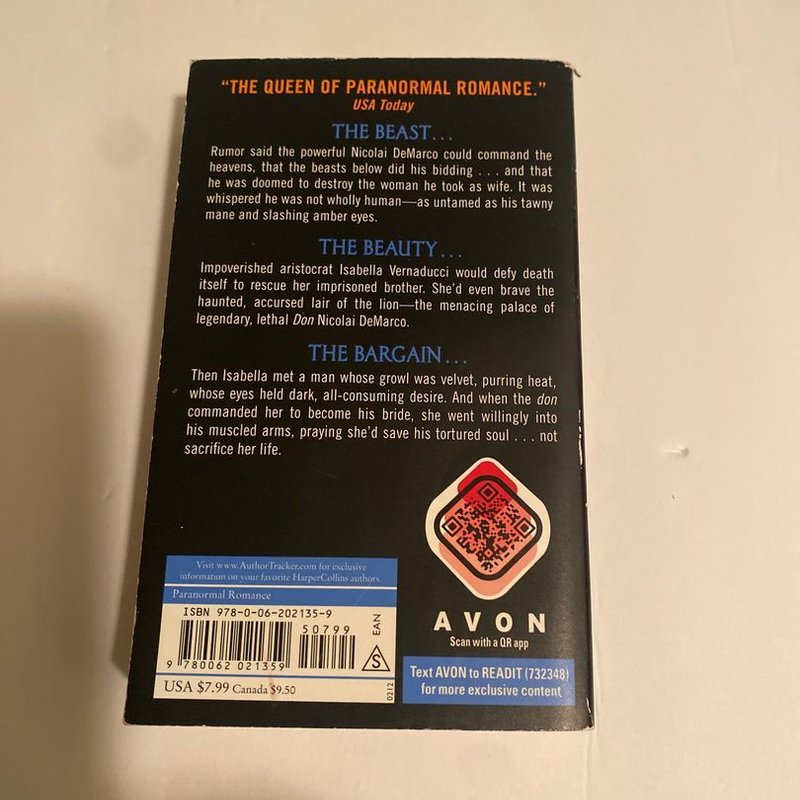 “THE QUEEN OF PARANORMAL ROMANCE.”
USA Today
THE BEAST...
Rumor said the powerful Nicolai DeMarco could command the
heavens, that the beasts below did his bidding . . . and that
he was doomed to destroy the woman he took as wife. It was
whispered he was not wholly human—as untamed as his tawny
mane and slashing amber eyes.
THE BEAUTY...
Impoverished aristocrat Isabella Vernaducci would defy death
itself to rescue her imprisoned brother. She’d even brave the
haunted, accursed lair of the lion—the menacing palace of
legendary, lethal Don Nicolai DeMarco.
THE BARGAIN...
Then Isabella met a man whose growl was velvet, purring heat,
whose eyes held dark, all-consuming desire. And when the don
commanded her to become his bride, she went willingly into
his muscled arms, praying she’d save his tortured soul . . . not
sacrifice her life.
Visit www.AuthorTracker.com for exclusive
information on your favorite HarperCollins authors.
Paranormal Romance
ISBN 978-0-06-202135-9
50799
EAN
9 780062 021359
S
USA $7.99 Canada $9.50
0212
AVON
Scan with a QR app
Text AVON to READIT (732348)
for more exclusive content